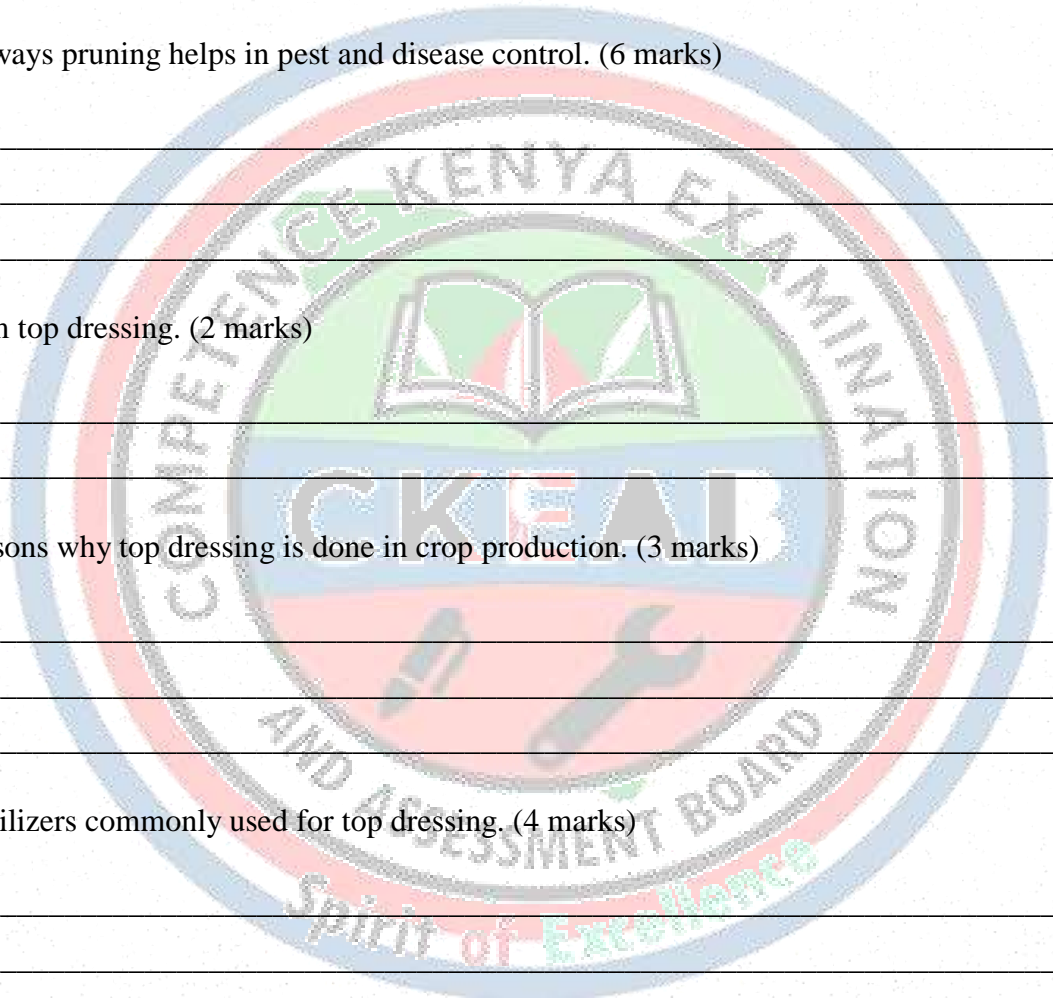 ways pruning helps in pest and disease control. (6 marks)
top dressing. (2 marks)
why top dressing is done in crop production. (3 marks)
commonly used for top dressing. (4 marks)
COMPETENCE KENYA EXAMINATION
CKEAB
AND ASSESSMENT BOARD
Spirit of Excellence